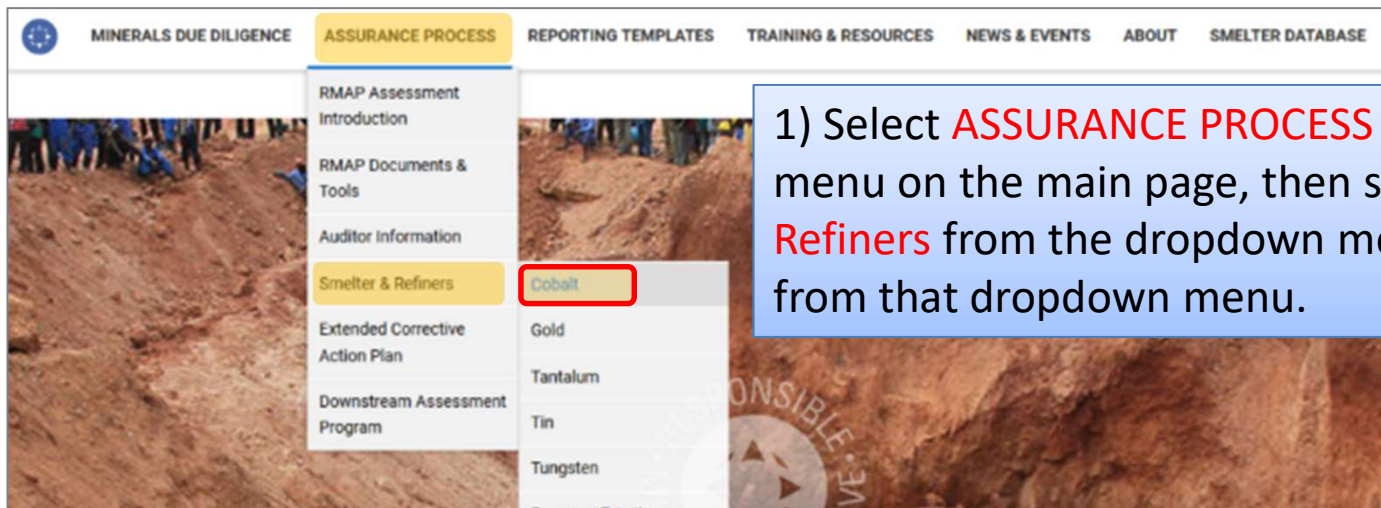 MINERALS DUE DILIGENCE ASSURANCE PROCESS REPORTING TEMPLATES TRAINING & RESOURCES NEWS & EVENTS ABOUT SMELTER DATABASE
RMAP Assessment
Introduction
RMAP Documents &
Tools
Auditor Information
Smelter & Refiners
Extended Corrective
Action Plan
Downstream Assessment
Program
Cobalt
Gold
Tantalum
Tin
Tungsten
1) Select ASSURANCE PROCESS
menu on the main page, then
Refiners from the dropdown
from that dropdown menu.
RESPONSIBLE